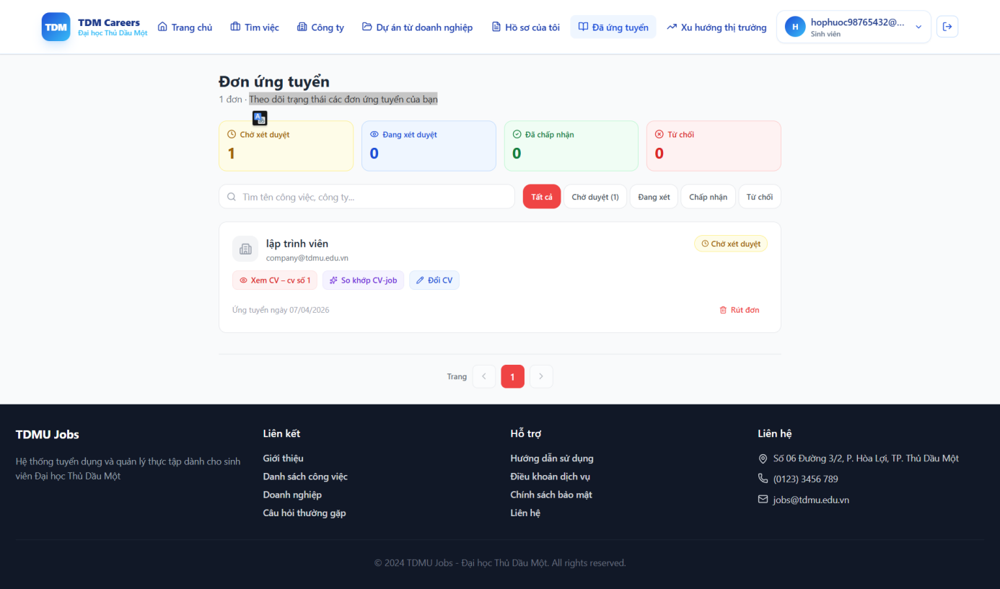 TDM
TDM Careers
Đại học Thủ Dầu Một
Trang chủ
Tìm việc
Công ty
Dự án từ doanh nghiệp
Hồ sơ của tôi
Đã ứng tuyển
Xu hướng thị trường
H
hophuoc98765432@...
Sinh viên
Đơn ứng tuyển
1 đơn · Theo dõi trạng thái các đơn ứng tuyển của bạn
Chờ xét duyệt
1
Đang xét duyệt
0
Đã chấp nhận
0
Từ chối
0
Tìm tên công việc, công ty...
Tất cả
Chờ duyệt (1)
Đang xét
Chấp nhận
Từ chối
lập trình viên
company@tdmu.edu.vn
Chờ xét duyệt
Xem CV – cv số 1
So khớp CV-job
Đổi CV
Ứng tuyển ngày 07/04/2026
Rút đơn
Trang
1
TDMU Jobs
Hệ thống tuyển dụng và quản lý thực tập dành cho sinh
viên Đại học Thủ Dầu Một
Liên kết
Giới thiệu
Danh sách công việc
Doanh nghiệp
Câu hỏi thường gặp
Hỗ trợ
Hướng dẫn sử dụng
Điều khoản dịch vụ
Chính sách bảo mật
Liên hệ
Liên hệ
Số 06 Đường 3/2, P. Hòa Lợi, TP. Thủ Dầu Một
(0123) 3456 789
jobs@tdmu.edu.vn
© 2024 TDMU Jobs - Đại học Thủ Dầu Một. All rights reserved.